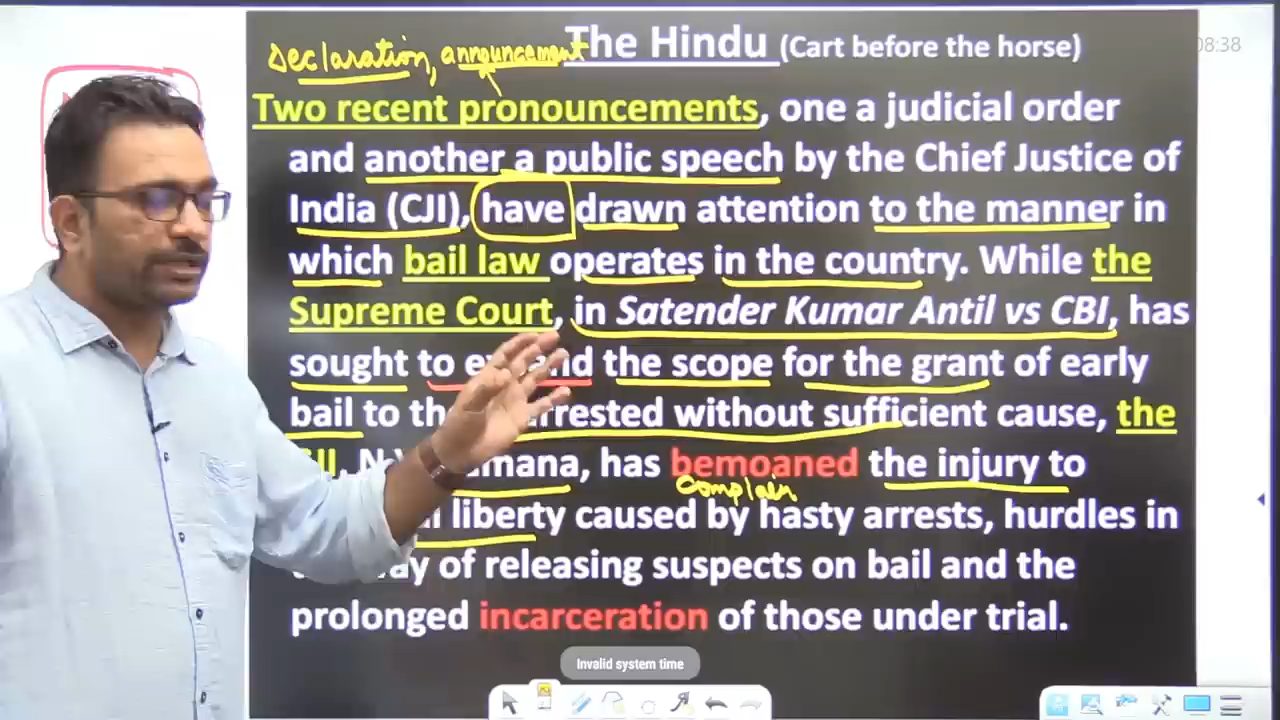 The Hindu (Cart before the horse)
08:38
Declaration, announcement
Two recent pronouncements, one a judicial order
and another a public speech by the Chief Justice of
India (CJI), have drawn attention to the manner in
which bail law operates in the country. While the
Supreme Court, in Satender Kumar Antil vs CBI, has
sought to the scope for the grant of early
bail to without sufficient cause, the
has bemoaned the injury to
complain
liberty caused by hasty arrests, hurdles in
of releasing suspects on bail and the
prolonged incarceration of those under trial.
Invalid system time